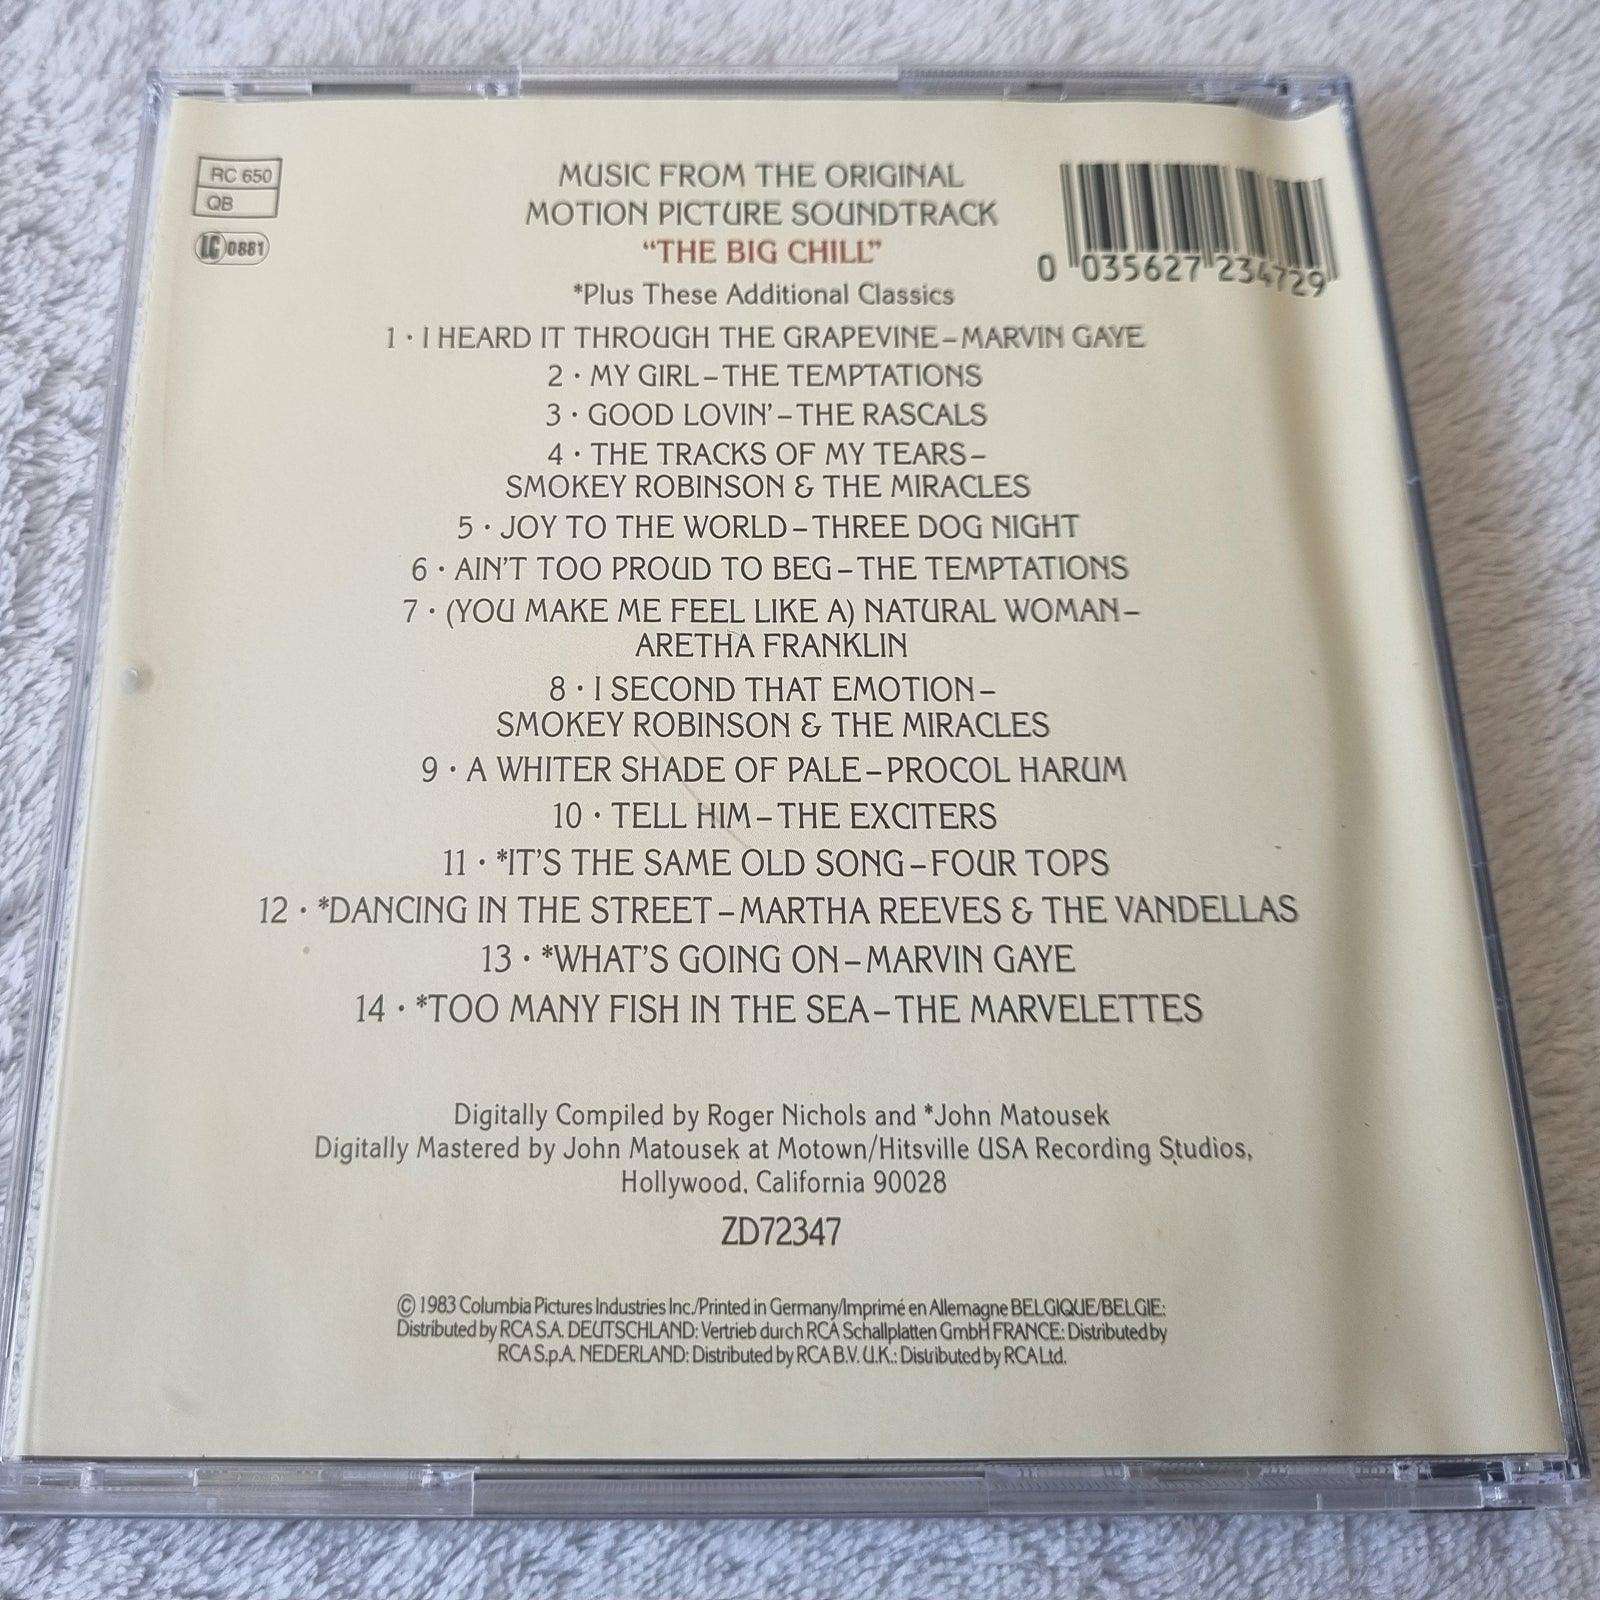 RC 650
QB
LC 0881
MUSIC FROM THE ORIGINAL
MOTION PICTURE SOUNDTRACK
“THE BIG CHILL”
*Plus These Additional Classics
0 035627 234729
1 · I HEARD IT THROUGH THE GRAPEVINE–MARVIN GAYE
2 · MY GIRL–THE TEMPTATIONS
3 · GOOD LOVIN’–THE RASCALS
4 · THE TRACKS OF MY TEARS–
SMOKEY ROBINSON & THE MIRACLES
5 · JOY TO THE WORLD–THREE DOG NIGHT
6 · AIN’T TOO PROUD TO BEG–THE TEMPTATIONS
7 · (YOU MAKE ME FEEL LIKE A) NATURAL WOMAN–
ARETHA FRANKLIN
8 · I SECOND THAT EMOTION–
SMOKEY ROBINSON & THE MIRACLES
9 · A WHITER SHADE OF PALE–PROCOL HARUM
10 · TELL HIM–THE EXCITERS
11 · *IT’S THE SAME OLD SONG–FOUR TOPS
12 · *DANCING IN THE STREET–MARTHA REEVES & THE VANDELLAS
13 · *WHAT’S GOING ON–MARVIN GAYE
14 · *TOO MANY FISH IN THE SEA–THE MARVELETTES
Digitally Compiled by Roger Nichols and *John Matousek
Digitally Mastered by John Matousek at Motown/Hitsville USA Recording Studios,
Hollywood, California 90028
ZD72347
© 1983 Columbia Pictures Industries Inc./Printed in Germany/Imprimé en Allemagne BELGIQUE/BELGIE:
Distributed by RCA S.A. DEUTSCHLAND: Vertrieb durch RCA Schallplatten GmbH FRANCE: Distributed by
RCA S.p.A. NEDERLAND: Distributed by RCA B.V. U.K.: Distributed by RCA Ltd.